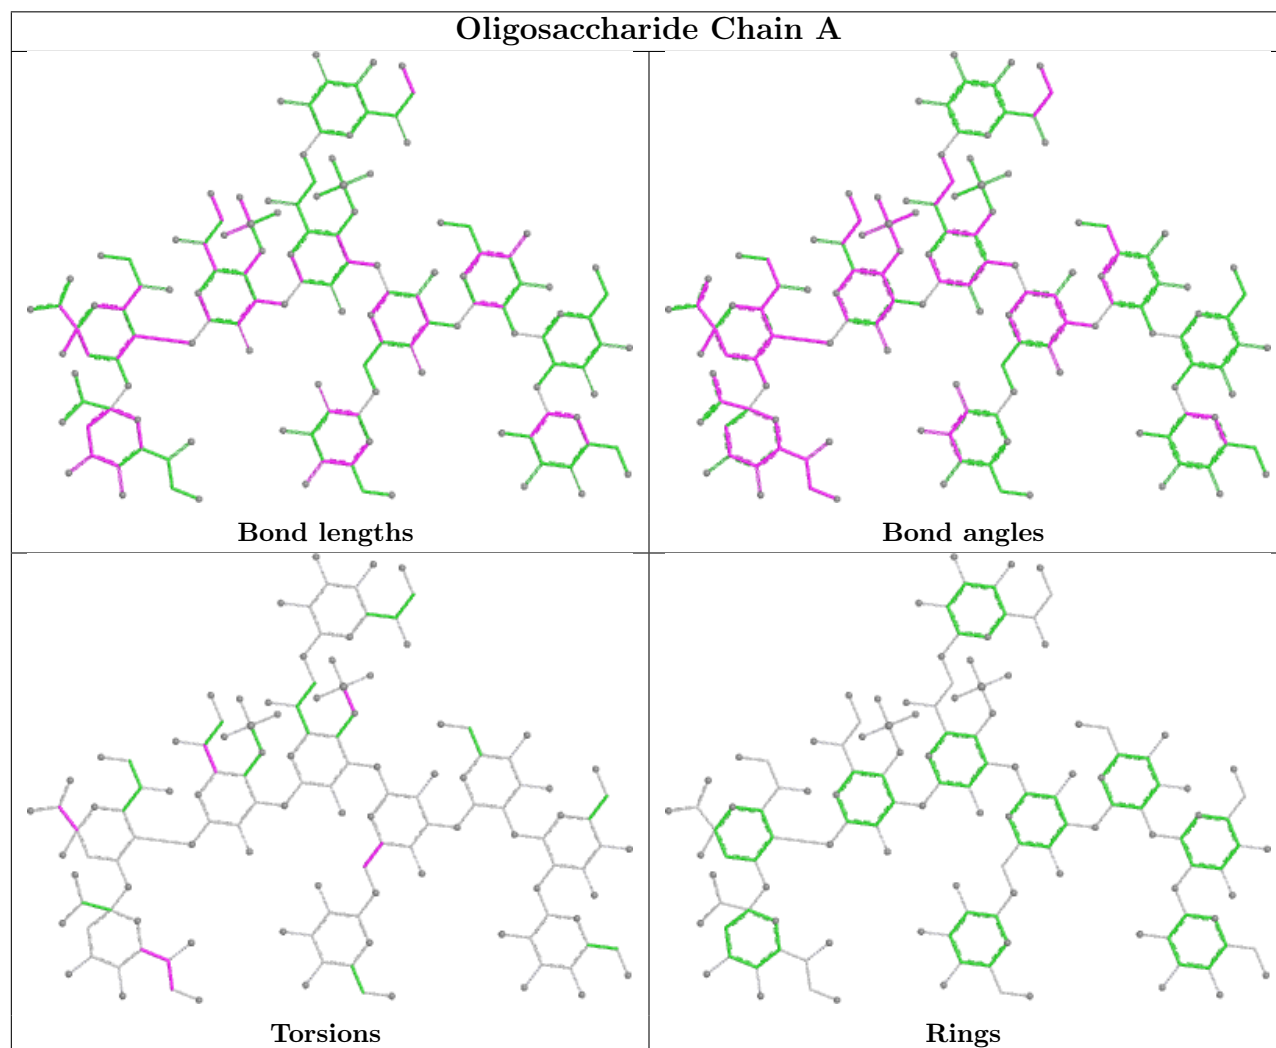 Oligosaccharide Chain A
Bond lengths
Bond angles
Torsions
Rings